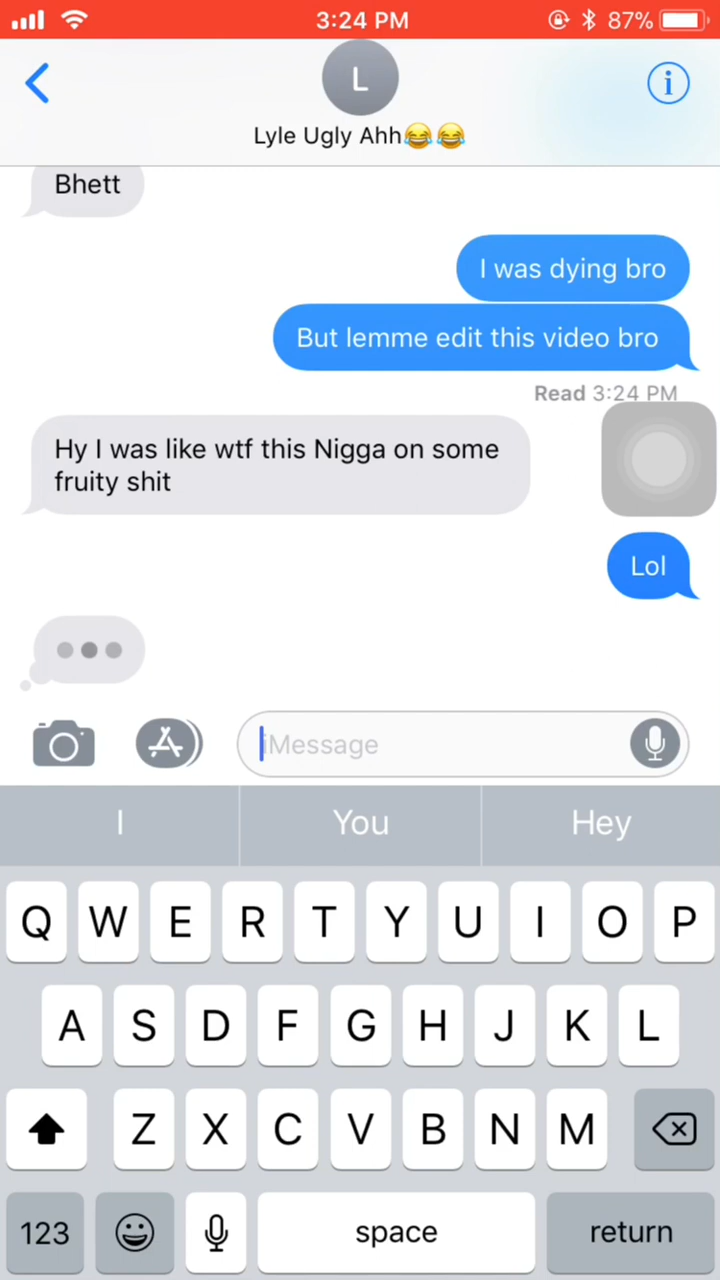 3:24 PM
87%
L
Lyle Ugly Ahh😂😂
Bhett
I was dying bro
But lemme edit this video bro
Read 3:24 PM
Hy I was like wtf this Nigga on some
fruity shit
Lol
iMessage
I You Hey
Q W E R T Y U I O P
A S D F G H J K L
Z X C V B N M
123 space return